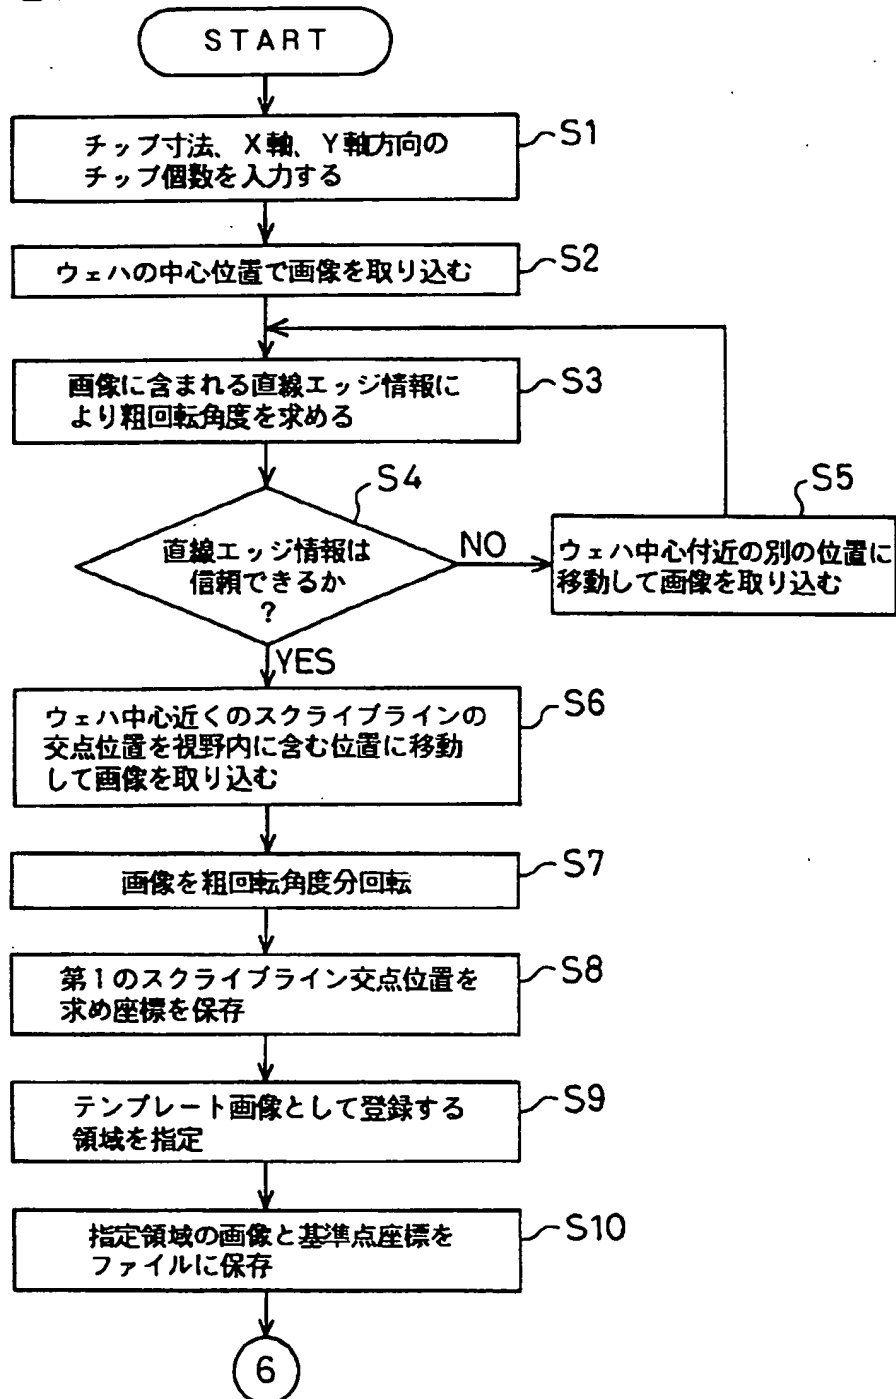 START
チップ寸法、X軸、Y軸方向の
チップ個数を入力する
S1
ウェハの中心位置で画像を取り込む
S2
画像に含まれる直線エッジ情報に
より粗回転角度を求める
S3
S4
直線エッジ情報は
信頼できるか
?
NO
YES
S5
ウェハ中心付近の別の位置に
移動して画像を取り込む
ウェハ中心近くのスクライブラインの
交点位置を視野内に含む位置に移動
して画像を取り込む
S6
画像を粗回転角度分回転
S7
第1のスクライブライン交点位置を
求め座標を保存
S8
テンプレート画像として登録する
領域を指定
S9
指定領域の画像と基準点座標を
ファイルに保存
S10
6